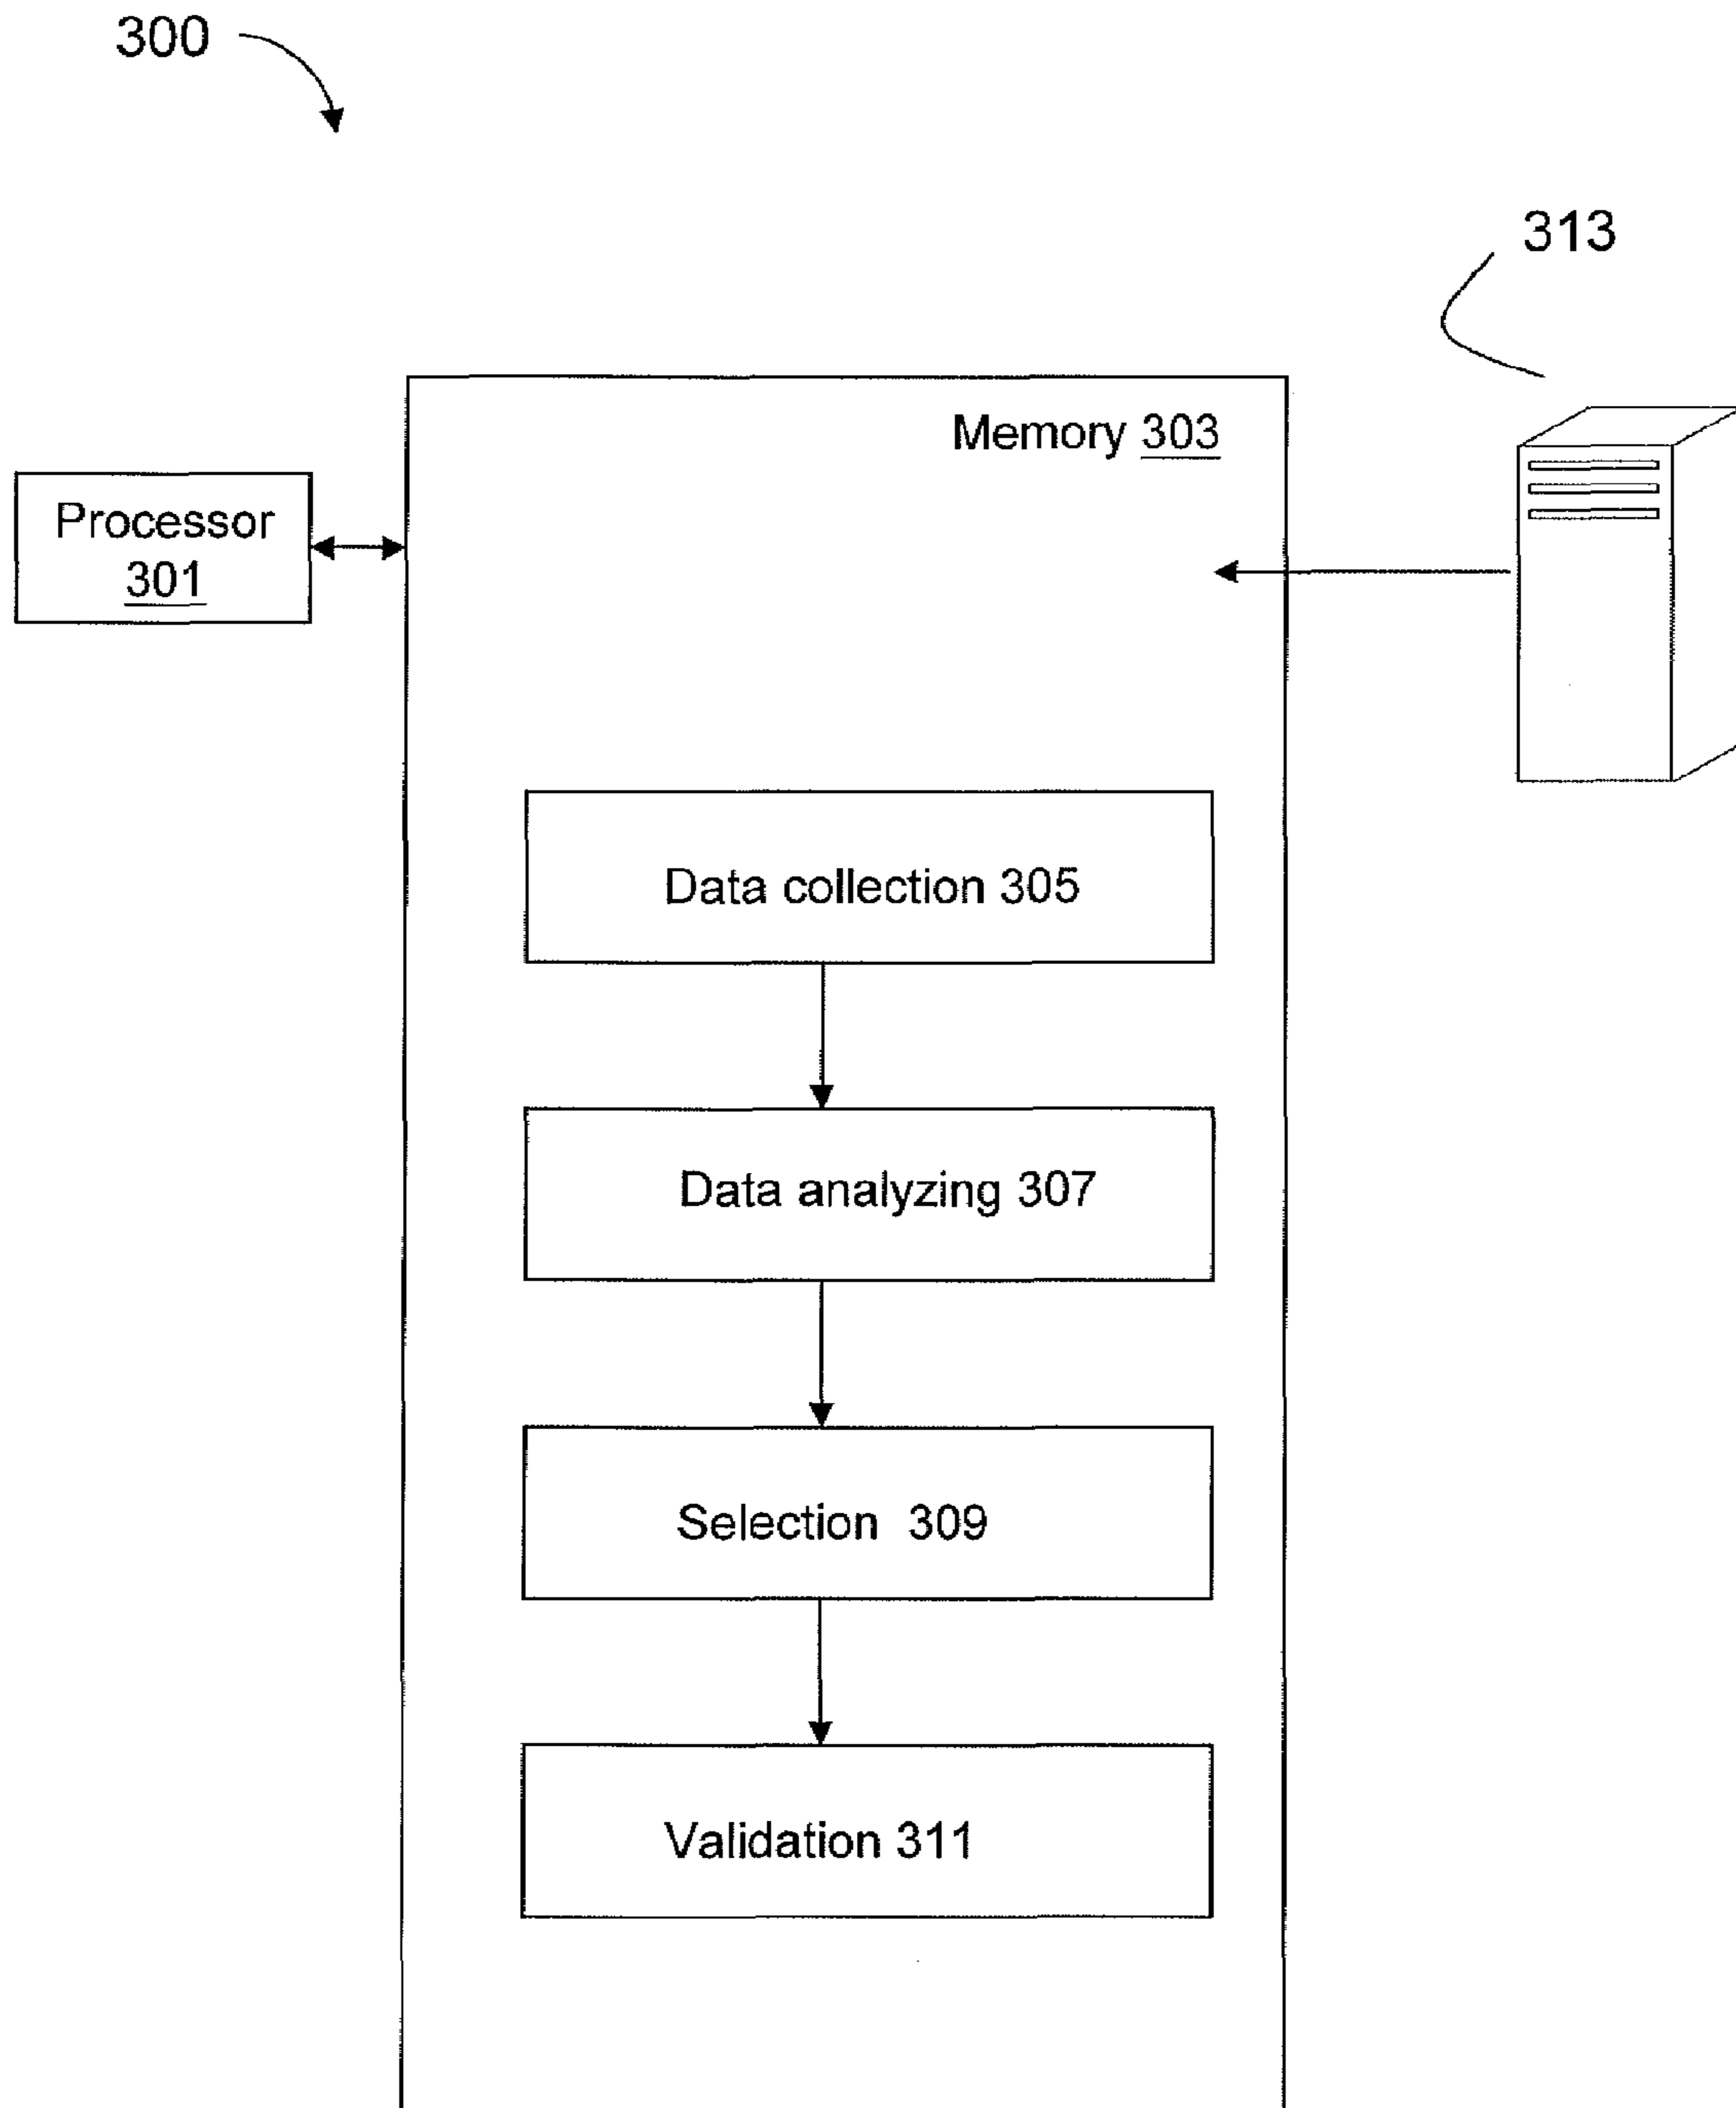 300
313
Memory 303
Processor
301
Data collection 305
Data analyzing 307
Selection 309
Validation 311